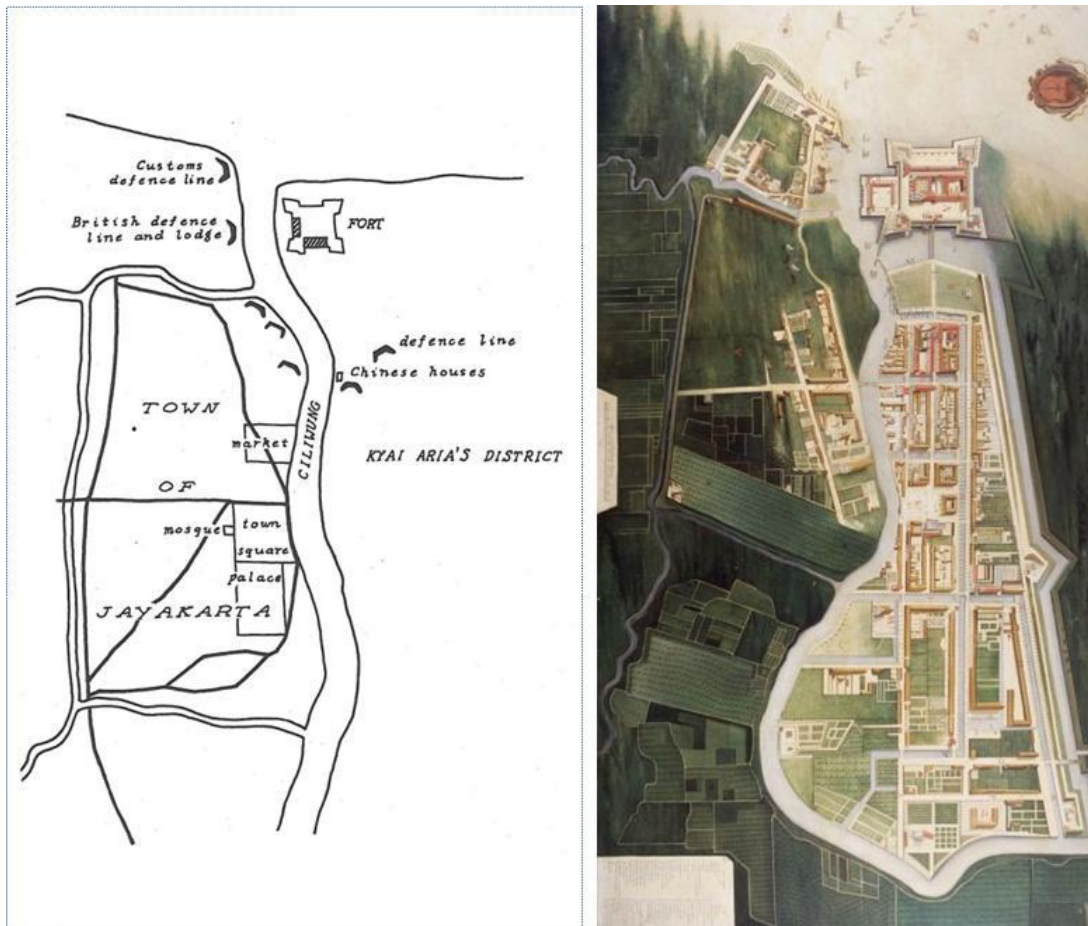 Customs
defence line
British defence
line and lodge
FORT
defence line
Chinese houses
TOWN
market
CILIWUNG
KYAI ARIA'S DISTRICT
OF
mosque
town
square
palace
JAYAKARTA